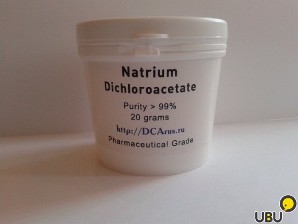 Natrium
Dichloroacetate
Purity > 99%
20 grams
http://DCArus.ru
Pharmaceutical Grade
UBU